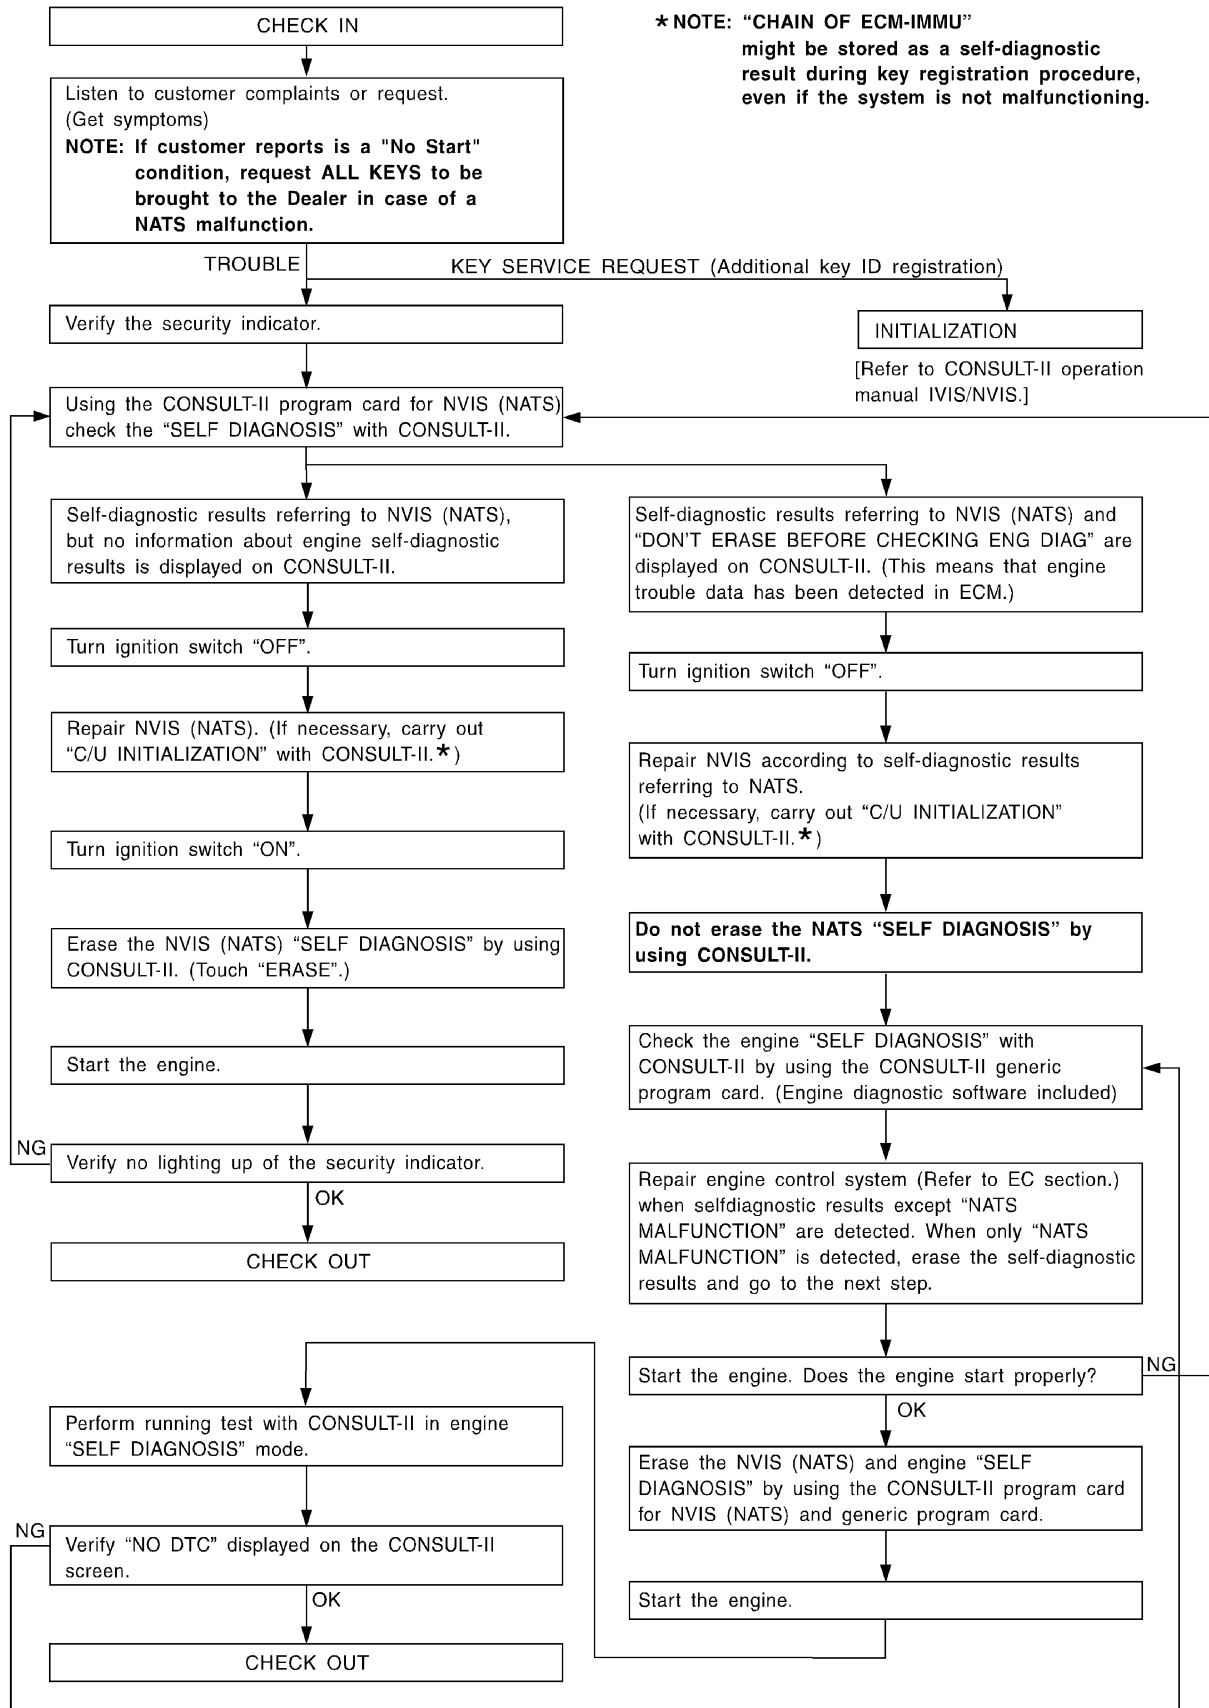 CHECK IN
* NOTE: “CHAIN OF ECM-IMMU”
might be stored as a self-diagnostic
result during key registration procedure,
even if the system is not malfunctioning.
Listen to customer complaints or request.
(Get symptoms)
NOTE: If customer reports is a "No Start"
condition, request ALL KEYS to be
brought to the Dealer in case of a
NATS malfunction.
TROUBLE
KEY SERVICE REQUEST (Additional key ID registration)
Verify the security indicator.
INITIALIZATION
[Refer to CONSULT-II operation
manual IVIS/NVIS.]
Using the CONSULT-II program card for NVIS (NATS)
check the “SELF DIAGNOSIS” with CONSULT-II.
Self-diagnostic results referring to NVIS (NATS),
but no information about engine self-diagnostic
results is displayed on CONSULT-II.
Turn ignition switch “OFF”.
Repair NVIS (NATS). (If necessary, carry out
“C/U INITIALIZATION” with CONSULT-II.*)
Turn ignition switch “ON”.
Erase the NVIS (NATS) “SELF DIAGNOSIS” by using
CONSULT-II. (Touch “ERASE”.)
Start the engine.
NG
Verify no lighting up of the security indicator.
OK
CHECK OUT
Self-diagnostic results referring to NVIS (NATS) and
“DON’T ERASE BEFORE CHECKING ENG DIAG” are
displayed on CONSULT-II. (This means that engine
trouble data has been detected in ECM.)
Turn ignition switch “OFF”.
Repair NVIS according to self-diagnostic results
referring to NATS.
(If necessary, carry out “C/U INITIALIZATION”
with CONSULT-II.*)
Do not erase the NATS “SELF DIAGNOSIS” by
using CONSULT-II.
Check the engine “SELF DIAGNOSIS” with
CONSULT-II by using the CONSULT-II generic
program card. (Engine diagnostic software included)
Repair engine control system (Refer to EC section.)
when selfdiagnostic results except “NATS
MALFUNCTION” are detected. When only “NATS
MALFUNCTION” is detected, erase the self-diagnostic
results and go to the next step.
Start the engine. Does the engine start properly?
NG
OK
Erase the NVIS (NATS) and engine “SELF
DIAGNOSIS” by using the CONSULT-II program card
for NVIS (NATS) and generic program card.
Start the engine.
Perform running test with CONSULT-II in engine
“SELF DIAGNOSIS” mode.
NG
Verify “NO DTC” displayed on the CONSULT-II
screen.
OK
CHECK OUT